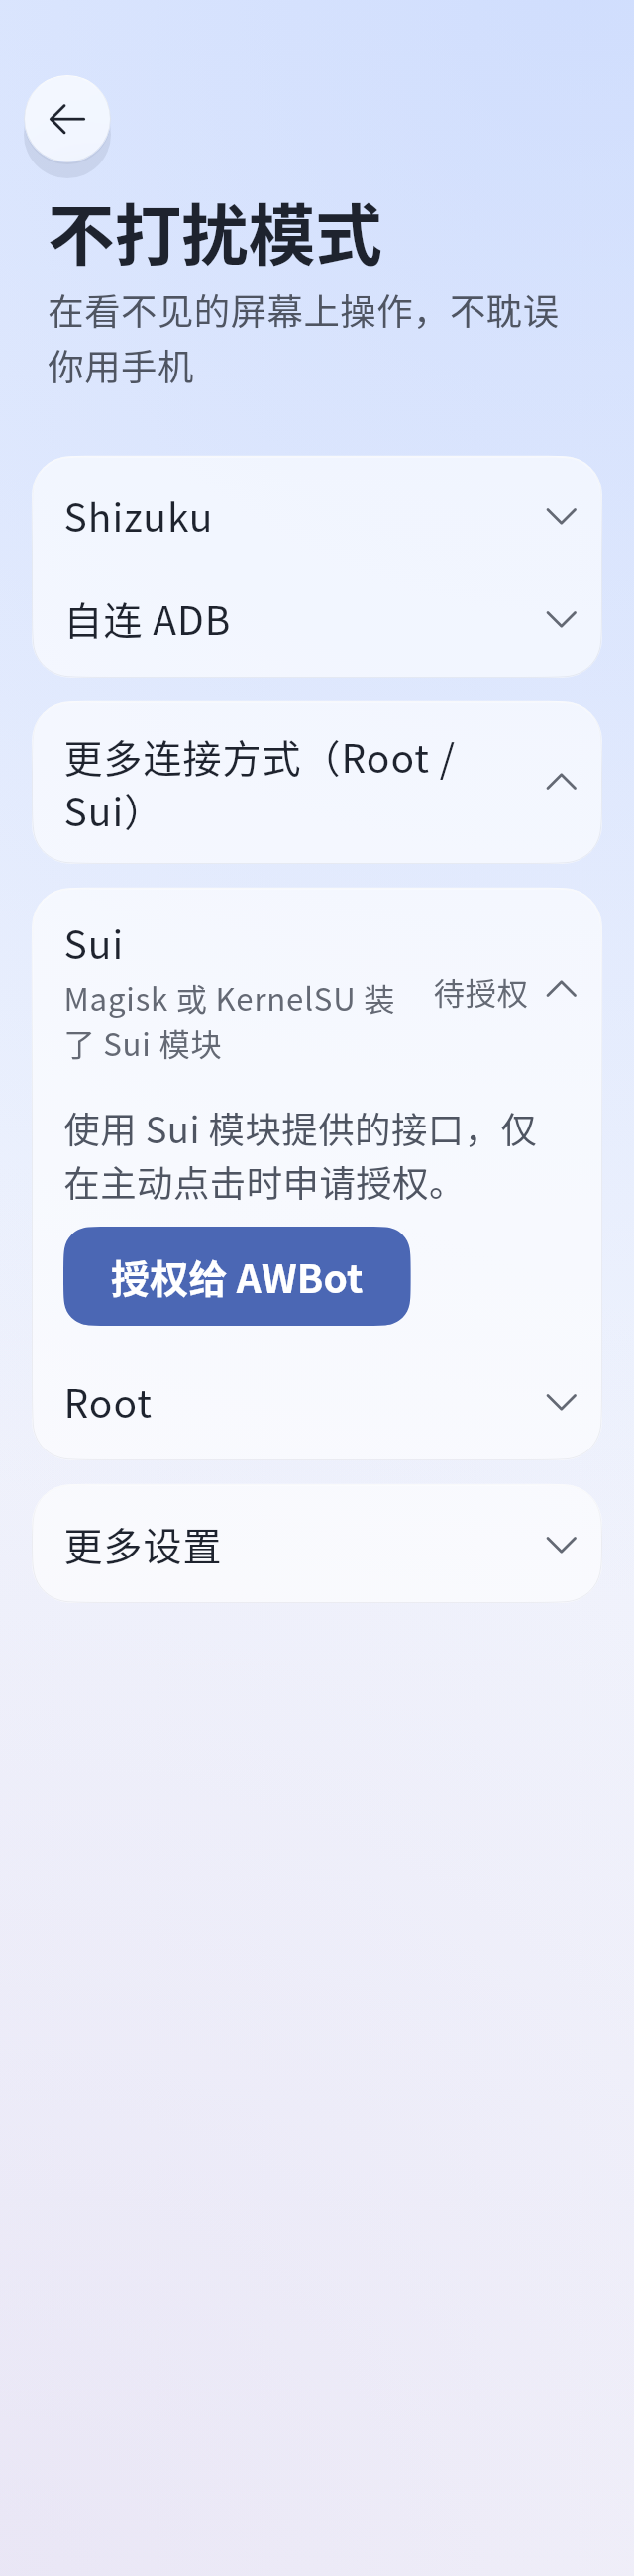 不打扰模式
在看不见的屏幕上操作，不耽误
你用手机
Shizuku
自连 ADB
更多连接方式（Root /
Sui）
Sui
Magisk 或 KernelSU 装
了 Sui 模块
待授权
使用 Sui 模块提供的接口，仅
在主动点击时申请授权。
授权给 AWBot
Root
更多设置